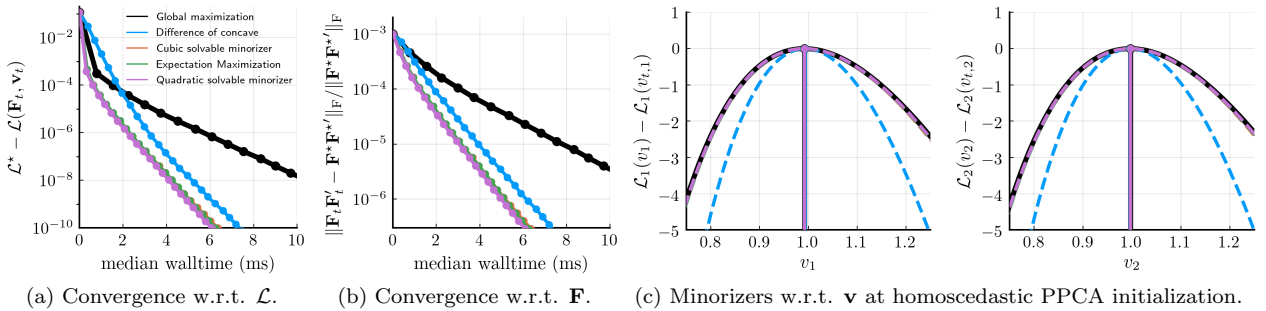 ℒ* − ℒ(F_t, v_t)
10^−2
10^−4
10^−6
10^−8
10^−10
Global maximization
Difference of concave
Cubic solvable minorizer
Expectation Maximization
Quadratic solvable minorizer
0 2 4 6 8 10
median walltime (ms)
(a) Convergence w.r.t. ℒ.
‖F_tF_t′ − F*F*′‖_F/‖F*F*′‖_F
10^−3
10^−4
10^−5
10^−6
0 2 4 6 8 10
median walltime (ms)
(b) Convergence w.r.t. F.
ℒ_1(v_1) − ℒ_1(v_{t,1})
1
0
−1
−2
−3
−4
−5
0.8 0.9 1.0 1.1 1.2
v_1
ℒ_2(v_2) − ℒ_2(v_{t,2})
1
0
−1
−2
−3
−4
−5
0.8 0.9 1.0 1.1 1.2
v_2
(c) Minorizers w.r.t. v at homoscedastic PPCA initialization.